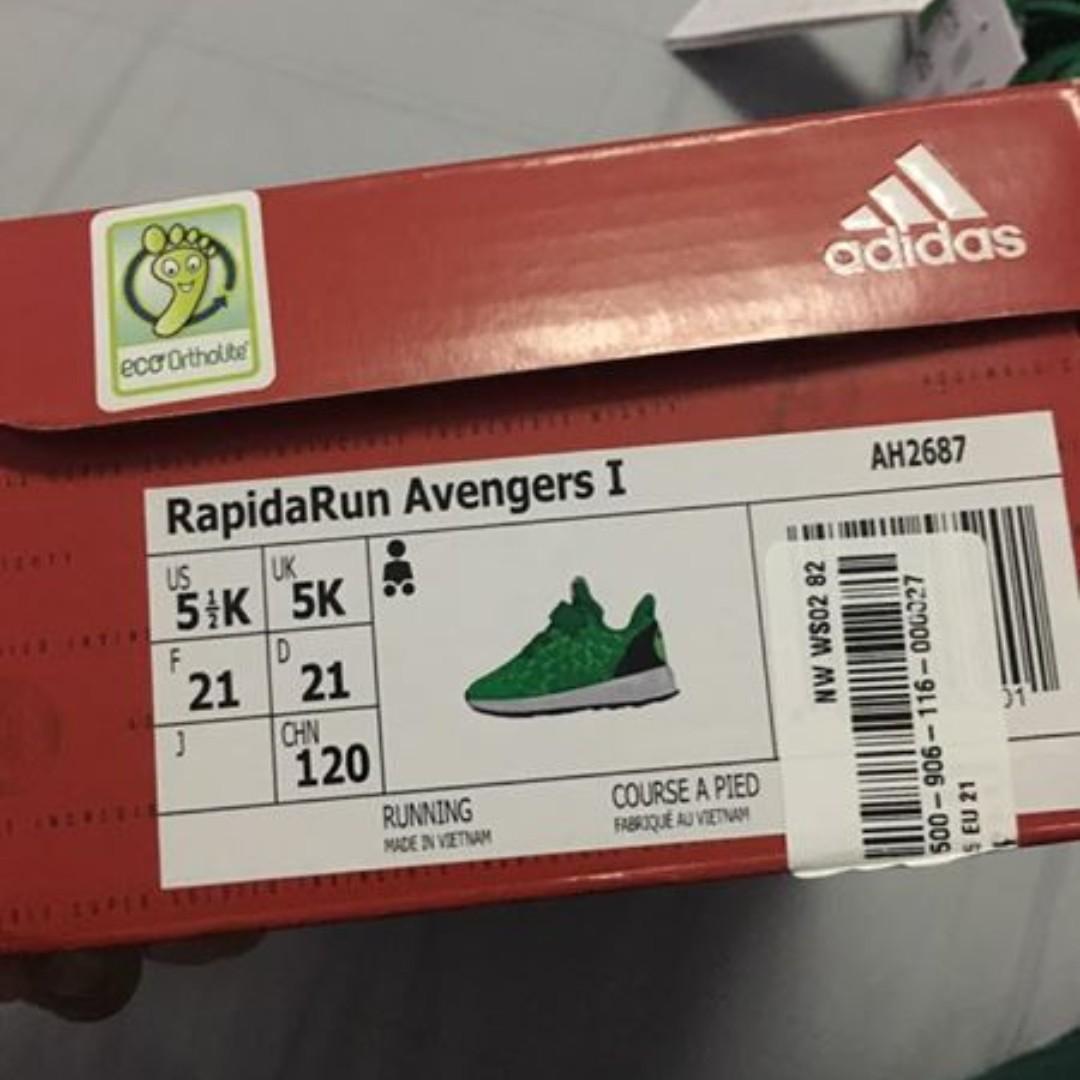 adidas
eco OrthoLite®
RapidaRun Avengers I
AH2687
US
5½K
UK
5K
F
21
D
21
J
CHN
120
RUNNING
MADE IN VIETNAM
COURSE A PIED
FABRIQUÉ AU VIETNAM
NW WS02 82
500-906-116-000027
EU 21